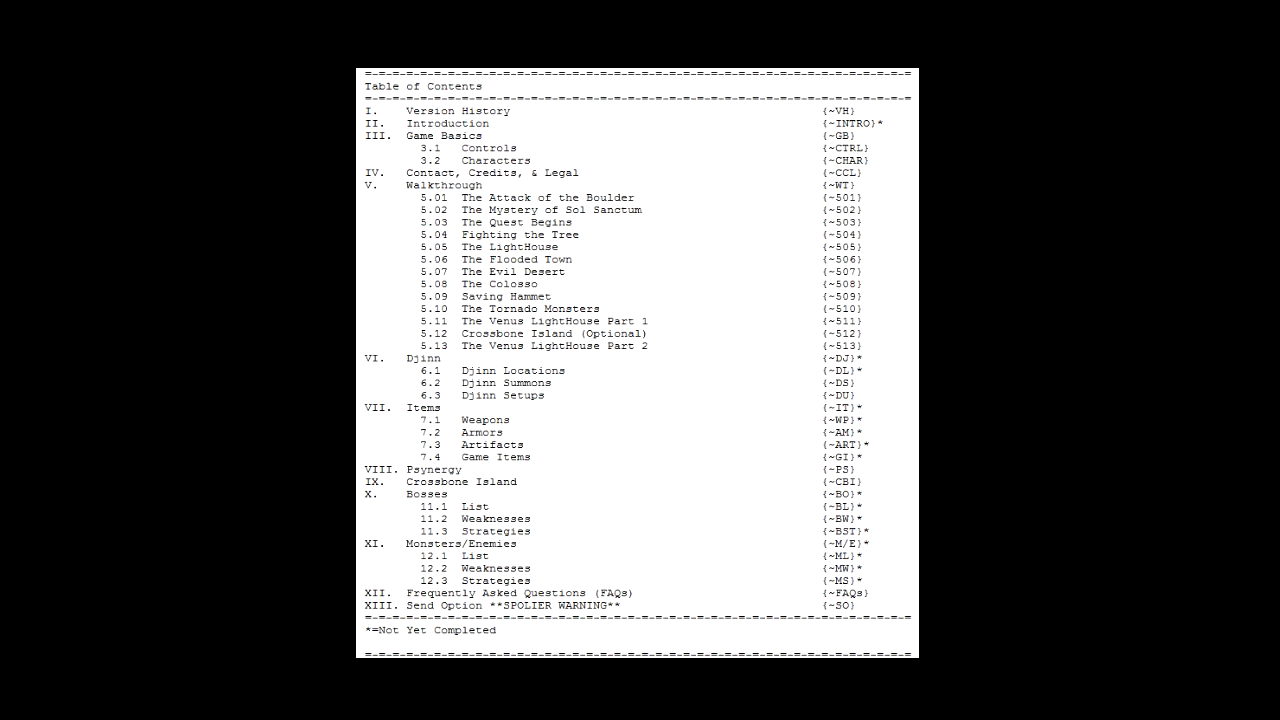 =-=-=-=-=-=-=-=-=-=-=-=-=-=-=-=-=-=-=-=-=-=-=-=-=-=-=-=-=-=-=-=-=-=-=-=-=-=-=-=
Table of Contents
=-=-=-=-=-=-=-=-=-=-=-=-=-=-=-=-=-=-=-=-=-=-=-=-=-=-=-=-=-=-=-=-=-=-=-=-=-=-=-=
I. Version History {~VH}
II. Introduction {~INTRO}*
III. Game Basics {~GB}
3.1 Controls {~CTRL}
3.2 Characters {~CHAR}
IV. Contact, Credits, & Legal {~CCL}
V. Walkthrough {~WT}
5.01 The Attack of the Boulder {~501}
5.02 The Mystery of Sol Sanctum {~502}
5.03 The Quest Begins {~503}
5.04 Fighting the Tree {~504}
5.05 The LightHouse {~505}
5.06 The Flooded Town {~506}
5.07 The Evil Desert {~507}
5.08 The Colosso {~508}
5.09 Saving Hammet {~509}
5.10 The Tornado Monsters {~510}
5.11 The Venus LightHouse Part 1 {~511}
5.12 Crossbone Island (Optional) {~512}
5.13 The Venus LightHouse Part 2 {~513}
VI. Djinn {~DJ}*
6.1 Djinn Locations {~DL}*
6.2 Djinn Summons {~DS}
6.3 Djinn Setups {~DU}
VII. Items {~IT}*
7.1 Weapons {~WP}*
7.2 Armors {~AM}*
7.3 Artifacts {~ART}*
7.4 Game Items {~GI}*
VIII. Psynergy {~PS}
IX. Crossbone Island {~CBI}
X. Bosses {~BO}*
11.1 List {~BL}*
11.2 Weaknesses {~BW}*
11.3 Strategies {~BST}*
XI. Monsters/Enemies {~M/E}*
12.1 List {~ML}*
12.2 Weaknesses {~MW}*
12.3 Strategies {~MS}*
XII. Frequently Asked Questions (FAQs) {~FAQs}
XIII. Send Option **SPOLIER WARNING** {~SO}
=-=-=-=-=-=-=-=-=-=-=-=-=-=-=-=-=-=-=-=-=-=-=-=-=-=-=-=-=-=-=-=-=-=-=-=-=-=-=-=
*=Not Yet Completed
=-=-=-=-=-=-=-=-=-=-=-=-=-=-=-=-=-=-=-=-=-=-=-=-=-=-=-=-=-=-=-=-=-=-=-=-=-=-=-=